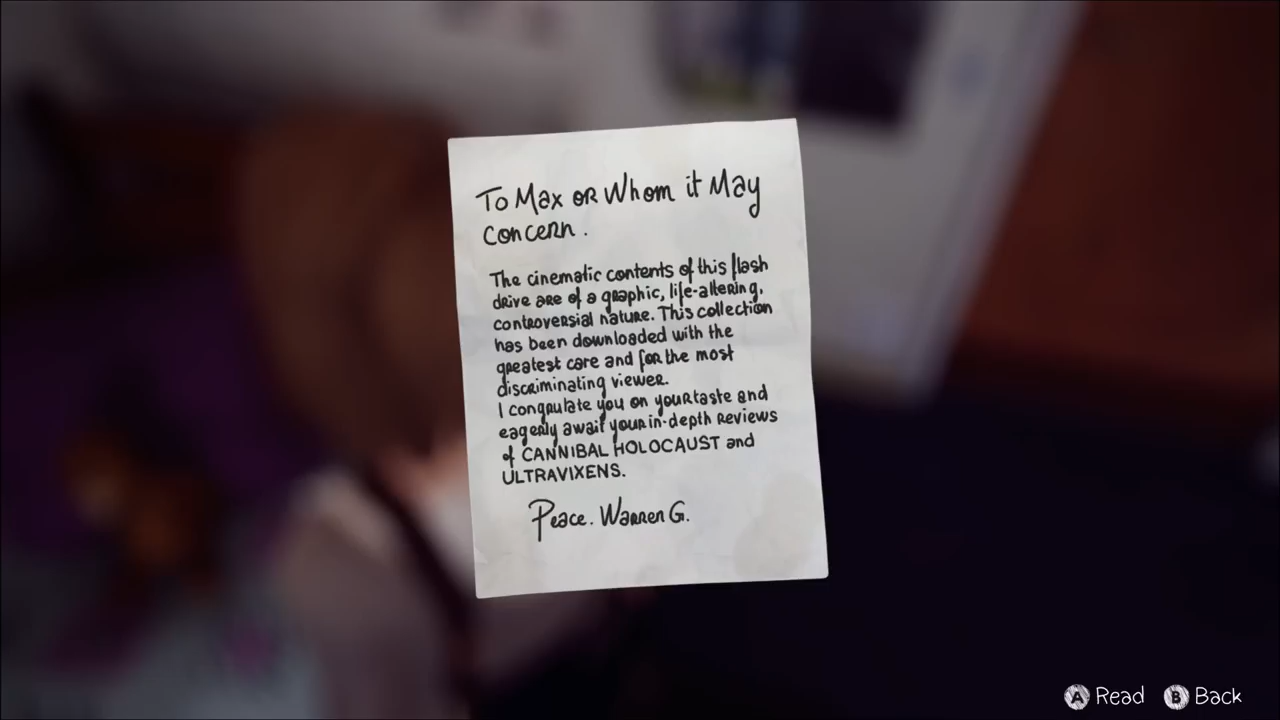 To Max or Whom it May
concern.
The cinematic contents of this flash
drive are of a graphic, life-altering,
controversial nature. This collection
has been downloaded with the
greatest care and for the most
discriminating viewer.
I congrulate you on your taste and
eagerly await your in-depth reviews
of CANNIBAL HOLOCAUST and
ULTRAVIXENS.
Peace. Warren G.
A Read B Back